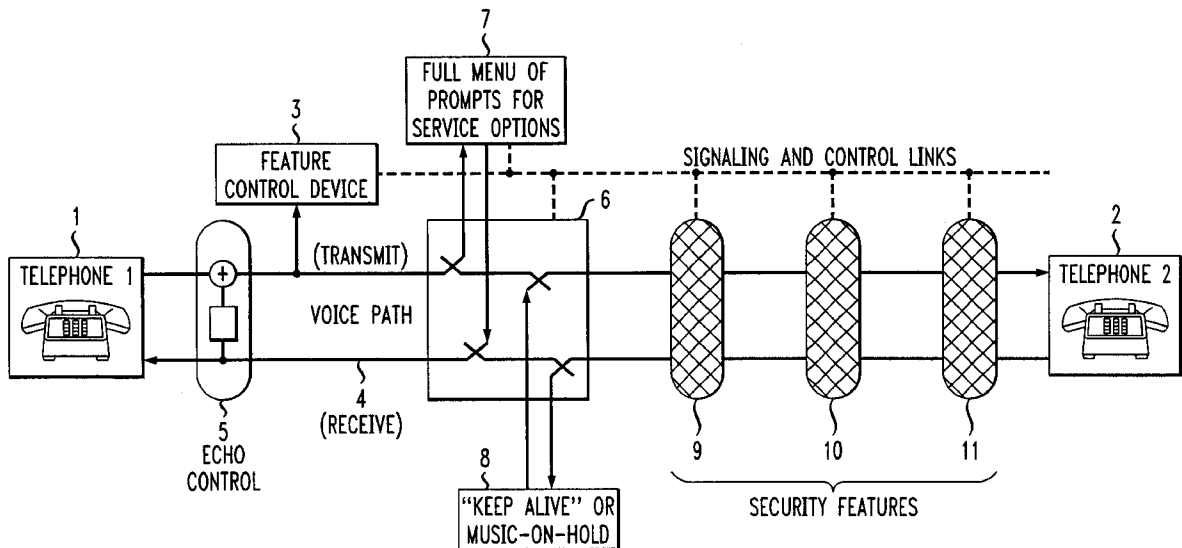 7
FULL MENU OF
PROMPTS FOR
SERVICE OPTIONS
3
FEATURE
CONTROL DEVICE
SIGNALING AND CONTROL LINKS
6
1
TELEPHONE 1
(TRANSMIT)
VOICE PATH
2
TELEPHONE 2
4
(RECEIVE)
5
ECHO
CONTROL
8
"KEEP ALIVE" OR
MUSIC-ON-HOLD
9
10
11
SECURITY FEATURES